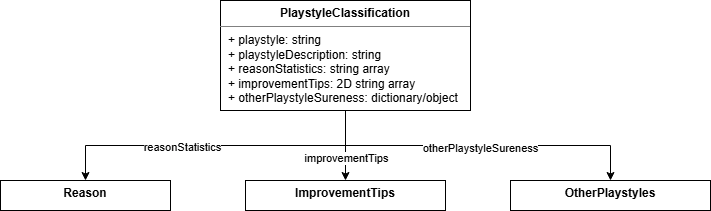 PlaystyleClassification
+ playstyle: string
+ playstyleDescription: string
+ reasonStatistics: string array
+ improvementTips: 2D string array
+ otherPlaystyleSureness: dictionary/object
reasonStatistics
improvementTips
otherPlaystyleSureness
Reason
ImprovementTips
OtherPlaystyles